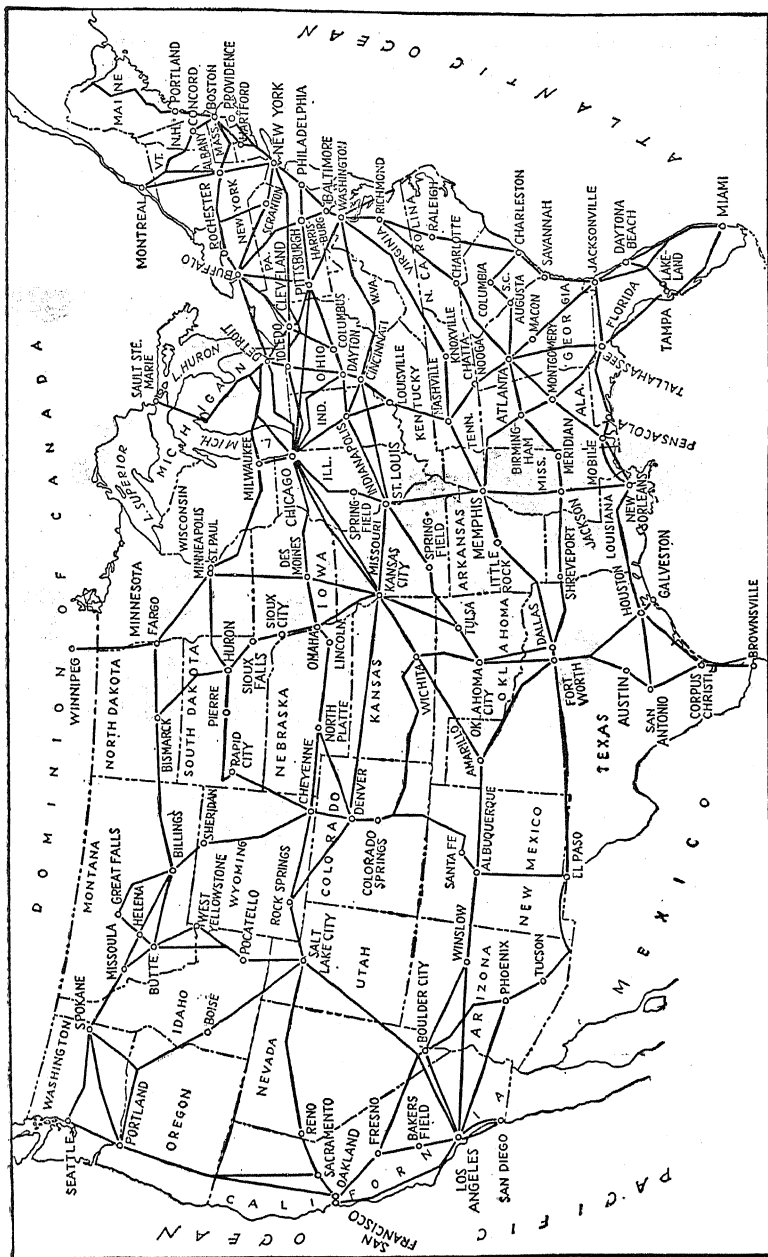 DOMINION OF CANADA
ATLANTIC OCEAN
PACIFIC OCEAN
MEXICO
WASHINGTON
SEATTLE
SPOKANE
PORTLAND
OREGON
IDAHO
BOISE
MONTANA
MISSOULA
GREAT FALLS
HELENA
BUTTE
BILLINGS
WEST YELLOWSTONE
POCATELLO
WYOMING
SHERIDAN
ROCK SPRINGS
CHEYENNE
NEVADA
RENO
SACRAMENTO
OAKLAND
SAN FRANCISCO
CALIFORNIA
FRESNO
BAKERSFIELD
LOS ANGELES
SAN DIEGO
SALT LAKE CITY
UTAH
BOULDER CITY
ARIZONA
WINSLOW
PHOENIX
TUCSON
COLORADO
DENVER
COLORADO SPRINGS
NEW MEXICO
SANTA FE
ALBUQUERQUE
EL PASO
WINNIPEG
NORTH DAKOTA
BISMARCK
FARGO
SOUTH DAKOTA
RAPID CITY
PIERRE
HURON
SIOUX FALLS
SIOUX CITY
NEBRASKA
NORTH PLATTE
LINCOLN
OMAHA
KANSAS
WICHITA
KANSAS CITY
OKLAHOMA
OKLAHOMA CITY
TULSA
AMARILLO
TEXAS
DALLAS
FORT WORTH
AUSTIN
SAN ANTONIO
HOUSTON
GALVESTON
CORPUS CHRISTI
BROWNSVILLE
MINNESOTA
MINNEAPOLIS
ST. PAUL
WISCONSIN
MILWAUKEE
L. SUPERIOR
MICHIGAN
L. MICH.
L. HURON
SAULT STE. MARIE
DETROIT
IOWA
DES MOINES
CHICAGO
ILL.
SPRINGFIELD
MISSOURI
ST. LOUIS
SPRINGFIELD
ARKANSAS
LITTLE ROCK
MEMPHIS
LOUISIANA
SHREVEPORT
NEW ORLEANS
MISS.
JACKSON
MERIDIAN
ALA.
BIRMINGHAM
MONTGOMERY
MOBILE
IND.
INDIANAPOLIS
OHIO
TOLEDO
CLEVELAND
COLUMBUS
DAYTON
CINCINNATI
KENTUCKY
LOUISVILLE
TENN.
NASHVILLE
KNOXVILLE
CHATTANOOGA
GEORGIA
ATLANTA
AUGUSTA
MACON
SAVANNAH
FLORIDA
PENSACOLA
TALLAHASSEE
JACKSONVILLE
DAYTONA BEACH
LAKELAND
TAMPA
MIAMI
S.C.
COLUMBIA
CHARLESTON
N. CAROLINA
CHARLOTTE
RALEIGH
VIRGINIA
RICHMOND
W.VA.
WASHINGTON
BALTIMORE
PA.
PITTSBURGH
HARRISBURG
PHILADELPHIA
SCRANTON
NEW YORK
BUFFALO
ROCHESTER
ALBANY
NEW YORK
MONTREAL
VT.
N.H.
MAINE
PORTLAND
CONCORD
BOSTON
MASS.
PROVIDENCE
HARTFORD